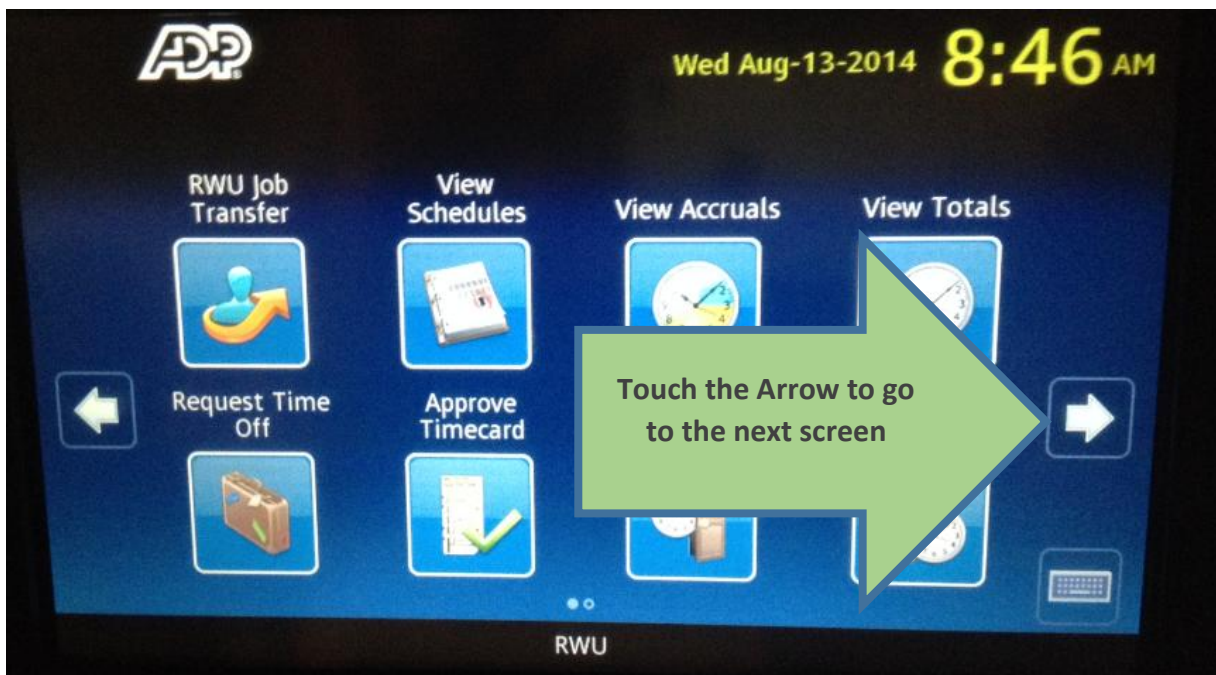 ADP
Wed Aug-13-2014 8:46 AM
RWU Job
Transfer
View
Schedules
View Accruals
View Totals
Request Time
Off
Approve
Timecard
Touch the Arrow to go
to the next screen
RWU